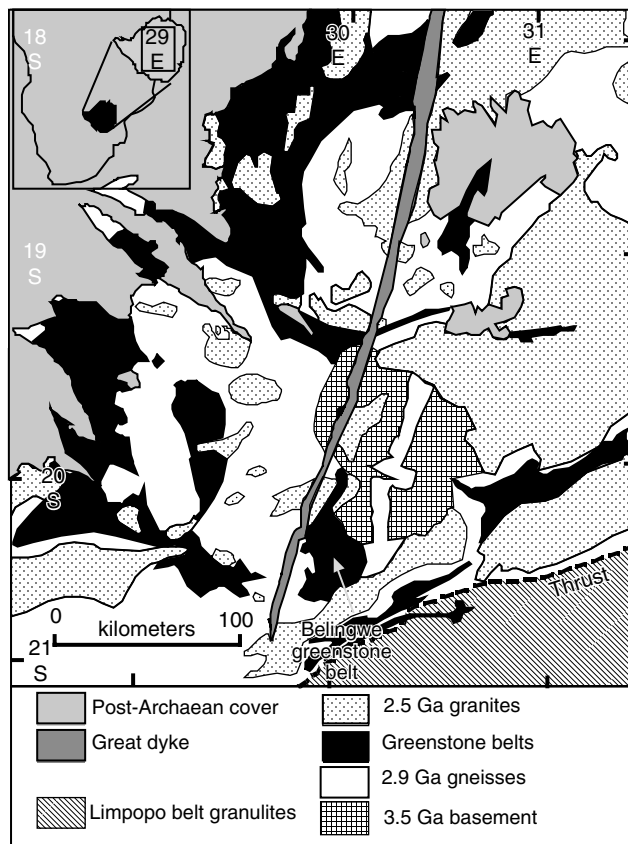 18
S
29
E
30
E
31
E
19
S
20
S
21
S
0 100
kilometers
Belingwe
greenstone
belt
Thrust
Post-Archaean cover
Great dyke
Limpopo belt granulites
2.5 Ga granites
Greenstone belts
2.9 Ga gneisses
3.5 Ga basement